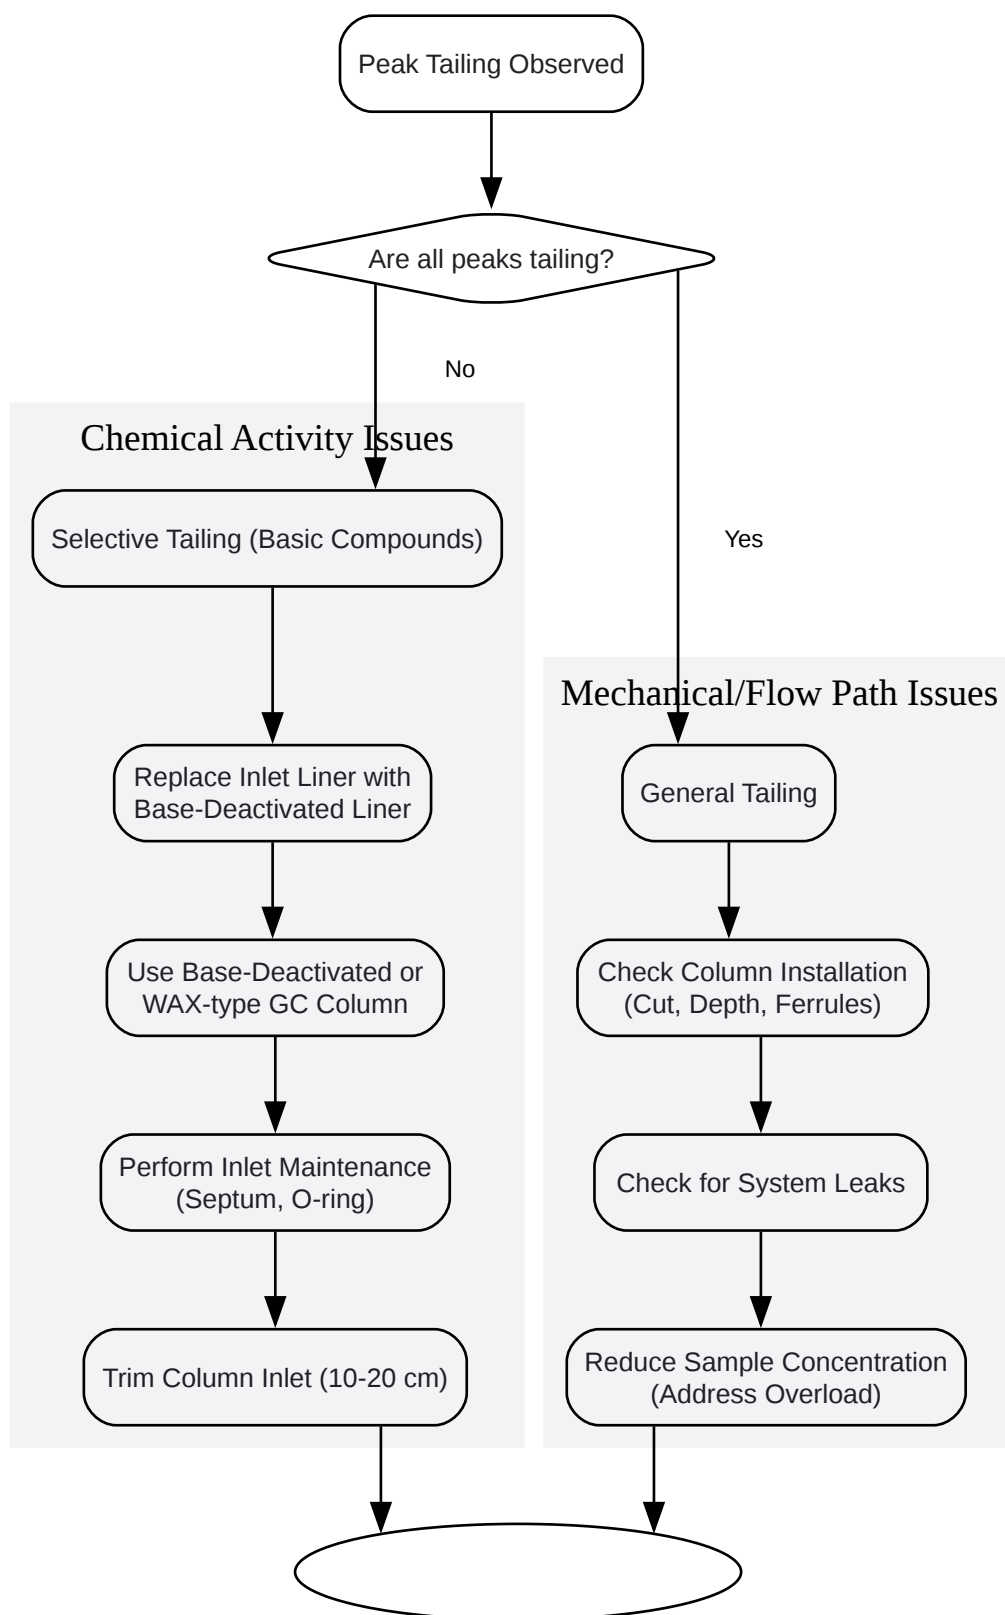 Peak Tailing Observed
Are all peaks tailing?
No
Chemical Activity Issues
Selective Tailing (Basic Compounds)
Yes
Mechanical/Flow Path Issues
Replace Inlet Liner with
Base-Deactivated Liner
General Tailing
Use Base-Deactivated or
WAX-type GC Column
Check Column Installation
(Cut, Depth, Ferrules)
Perform Inlet Maintenance
(Septum, O-ring)
Check for System Leaks
Trim Column Inlet (10-20 cm)
Reduce Sample Concentration
(Address Overload)